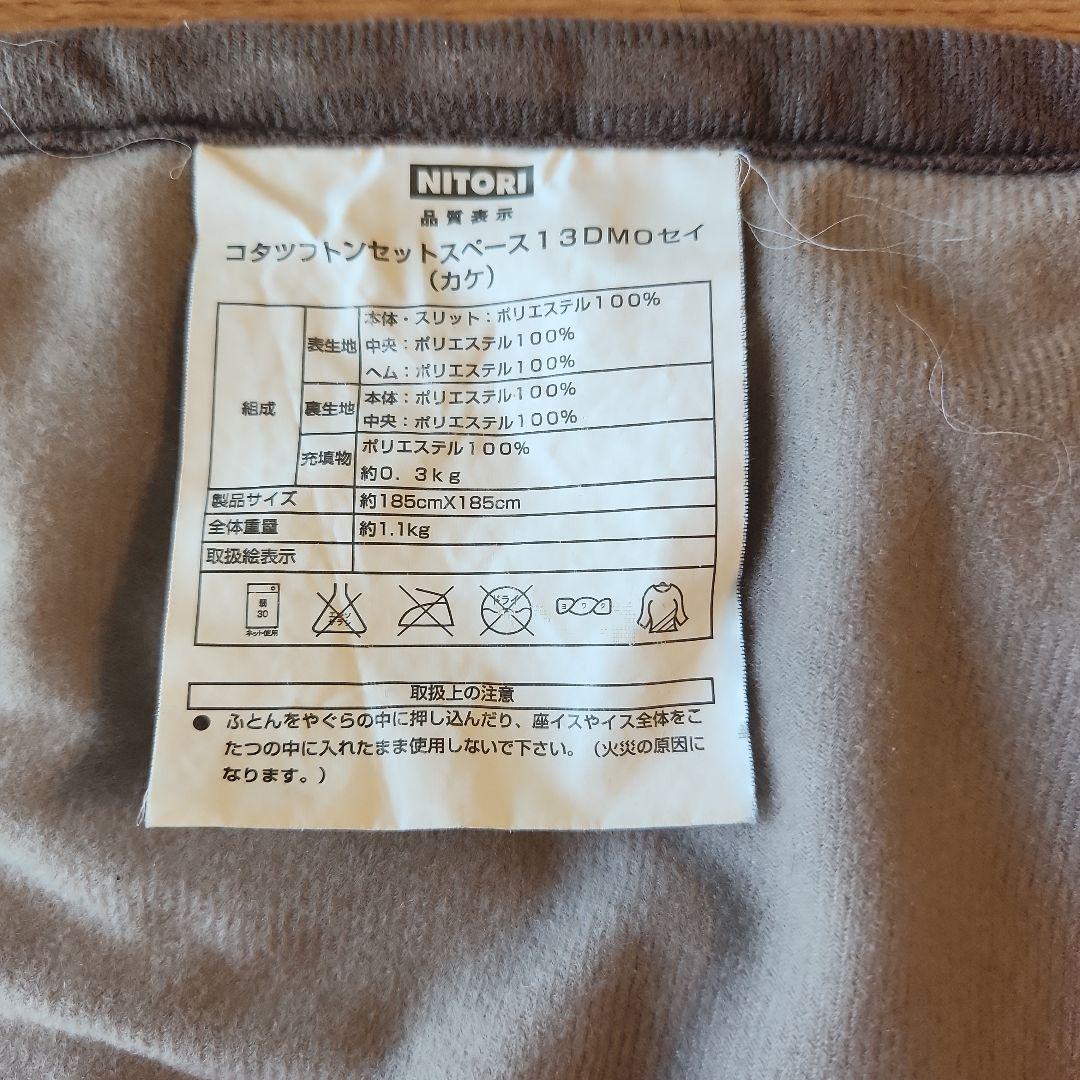 NITORI
品質表示
コタツフトンセットスペース13DMOセイ
（カケ）
組成
表生地
本体・スリット：ポリエステル100%
中央：ポリエステル100%
ヘム：ポリエステル100%
裏生地
本体：ポリエステル100%
中央：ポリエステル100%
充填物
ポリエステル100%
約0.3kg
製品サイズ
約185cmX185cm
全体重量
約1.1kg
取扱絵表示
弱
30
ネット使用
エンソ
サラシ
ドライ
ヨワク
取扱上の注意
● ふとんをやぐらの中に押し込んだり、座イスやイス全体をこ
たつの中に入れたまま使用しないで下さい。（火災の原因に
なります。）